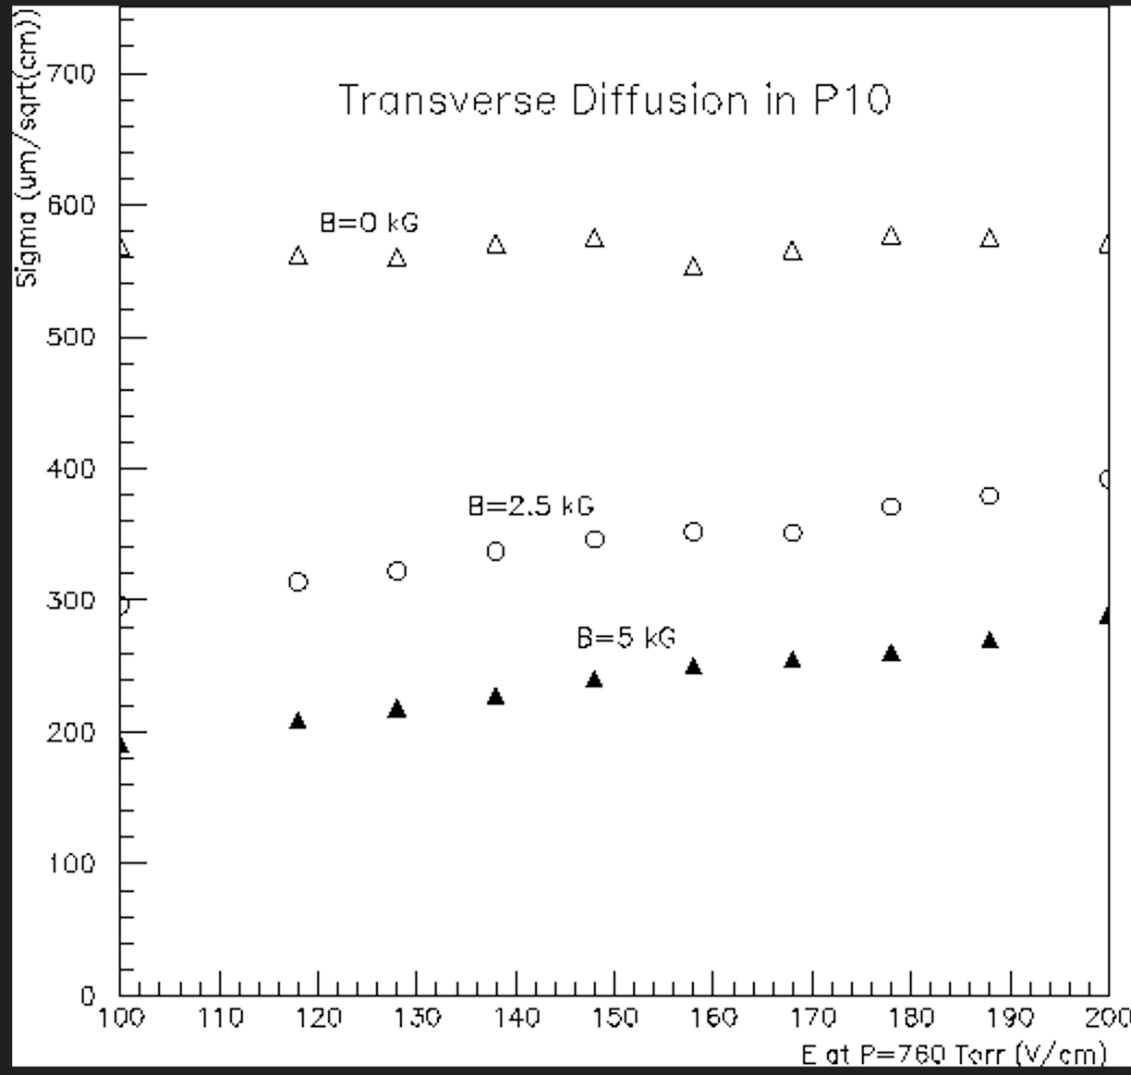 Sigma (um/sqrt(cm))
Transverse Diffusion in P10
700
600
500
400
300
200
100
0
B=0 kG
B=2.5 kG
B=5 kG
100 110 120 130 140 150 160 170 180 190 200
E at P=760 Torr (V/cm)